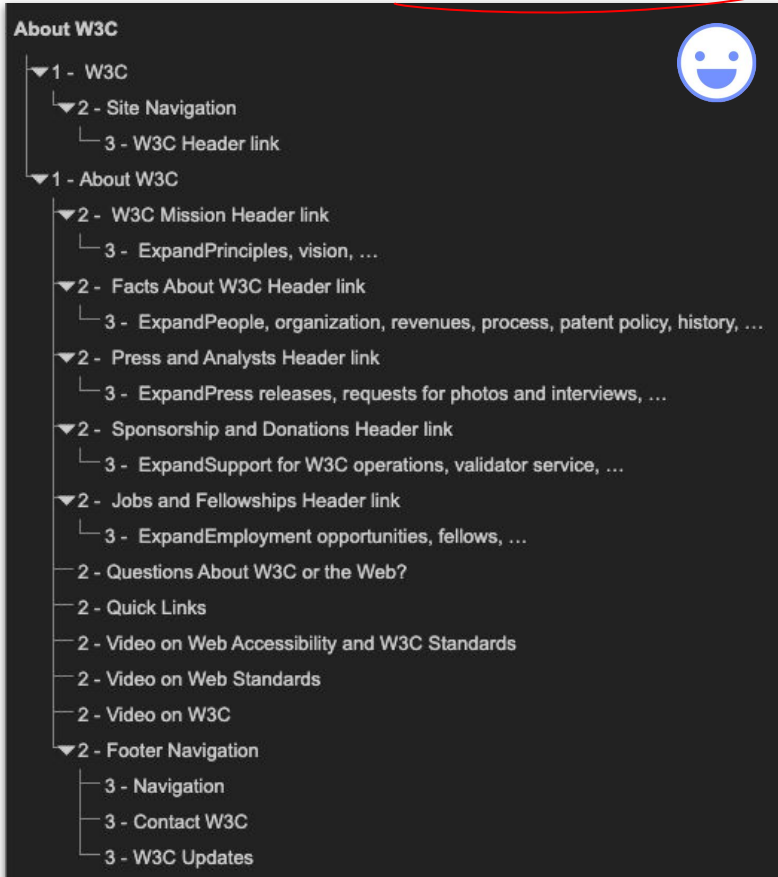 About W3C
1 - W3C
2 - Site Navigation
3 - W3C Header link
1 - About W3C
2 - W3C Mission Header link
3 - ExpandPrinciples, vision, …
2 - Facts About W3C Header link
3 - ExpandPeople, organization, revenues, process, patent policy, history, …
2 - Press and Analysts Header link
3 - ExpandPress releases, requests for photos and interviews, …
2 - Sponsorship and Donations Header link
3 - ExpandSupport for W3C operations, validator service, …
2 - Jobs and Fellowships Header link
3 - ExpandEmployment opportunities, fellows, …
2 - Questions About W3C or the Web?
2 - Quick Links
2 - Video on Web Accessibility and W3C Standards
2 - Video on Web Standards
2 - Video on W3C
2 - Footer Navigation
3 - Navigation
3 - Contact W3C
3 - W3C Updates